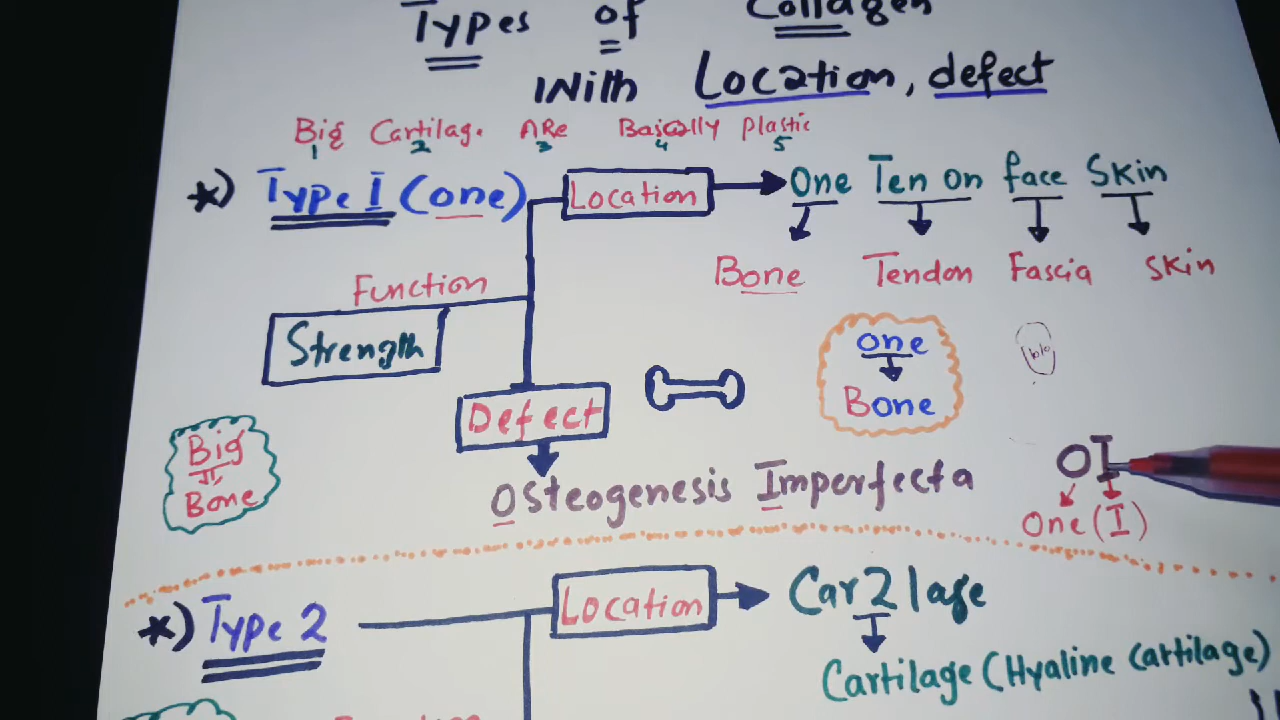 Types of Collagen
With Location, defect
Big Cartilage ARe Basically Plastic
1 2 3 4 5
*) Type I (one)
Location
One Ten on face Skin
Bone Tendon Fascia Skin
Function
Strength
one
Bone
Defect
Big
Bone
Osteogenesis Imperfecta
OI
One (I)
*) Type 2
Location
Car2lage
Cartilage (Hyaline Cartilage)